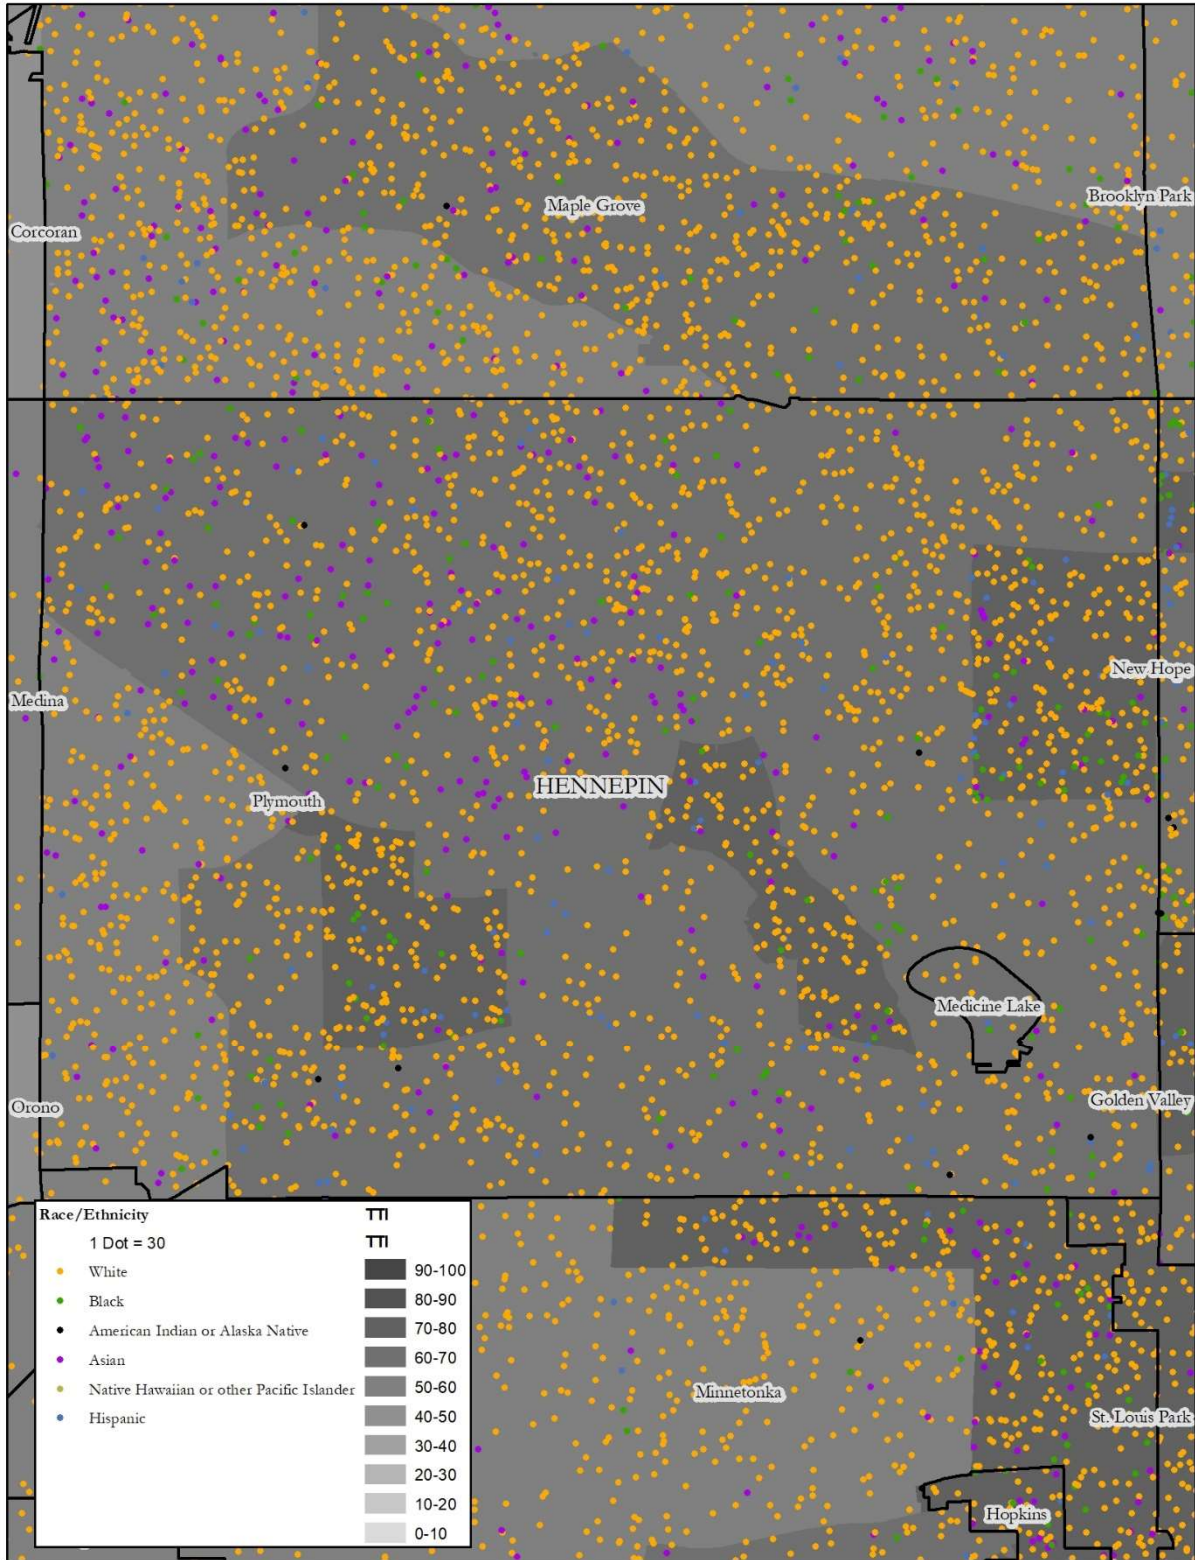 Maple Grove
Brooklyn Park
Corcoran
New Hope
Medina
HENNEPIN
Plymouth
Medicine Lake
Orono
Golden Valley
Race/Ethnicity
1 Dot = 30
White
Black
American Indian or Alaska Native
Asian
Native Hawaiian or other Pacific Islander
Hispanic
TTI
TTI
90-100
80-90
70-80
60-70
50-60
40-50
30-40
20-30
10-20
0-10
Minnetonka
St. Louis Park
Hopkins